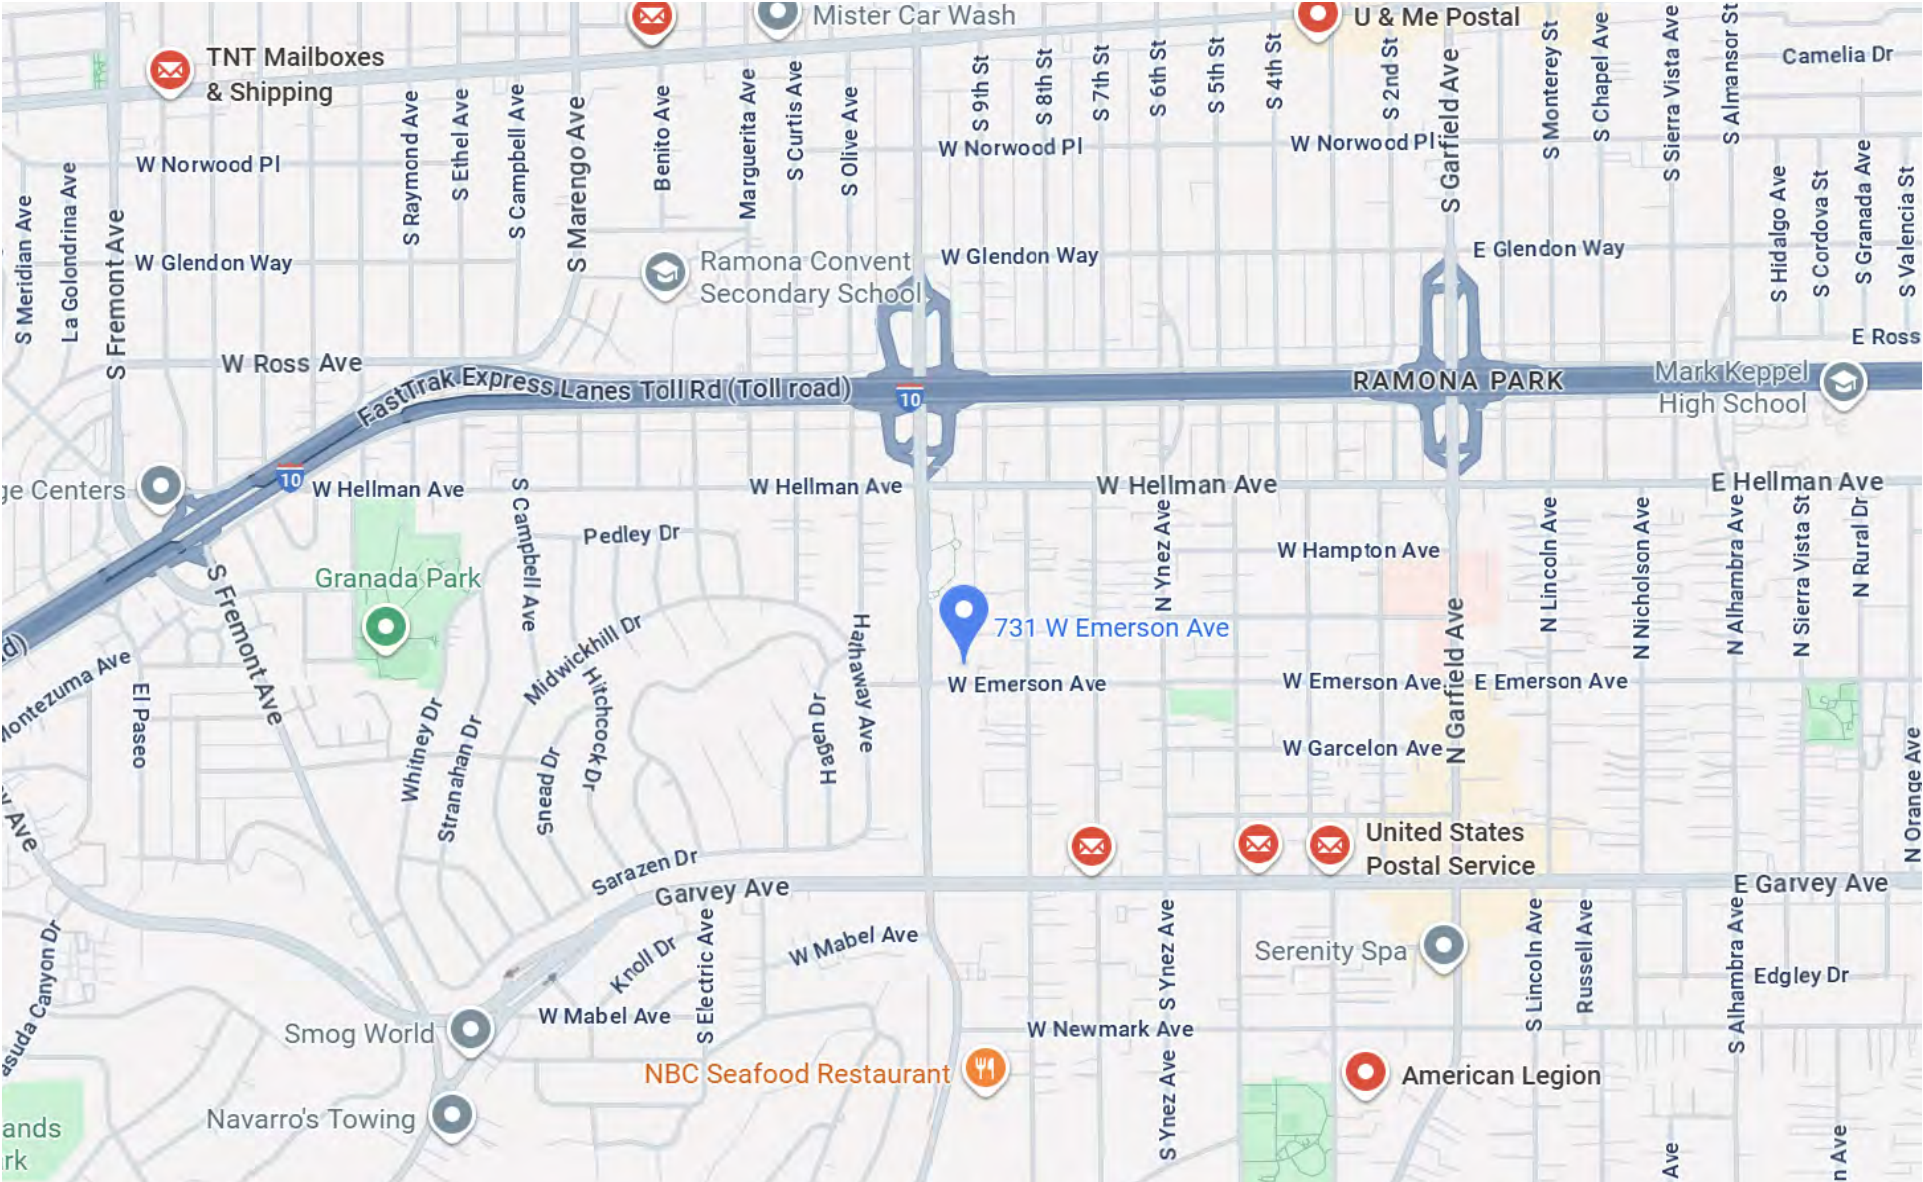 Mister Car Wash
U & Me Postal
TNT Mailboxes
& Shipping
Camelia Dr
S Raymond Ave
S Ethel Ave
S Campbell Ave
S Marengo Ave
Benito Ave
Marguerita Ave
S Curtis Ave
S Olive Ave
S 9th St
S 8th St
S 7th St
S 6th St
S 5th St
S 4th St
S 2nd St
S Garfield Ave
S Monterey St
S Chapel Ave
S Sierra Vista Ave
S Almansor St
W Norwood Pl
W Norwood Pl
W Norwood Pl
S Meridian Ave
La Golondrina Ave
S Fremont Ave
S Hidalgo Ave
S Cordova St
S Granada Ave
S Valencia St
W Glendon Way
Ramona Convent
Secondary School
W Glendon Way
E Glendon Way
W Ross Ave
E Ross
FasTrak Express Lanes Toll Rd (Toll road)
10
RAMONA PARK
Mark Keppel
High School
ge Centers
10
W Hellman Ave
W Hellman Ave
W Hellman Ave
E Hellman Ave
S Campbell Ave
Pedley Dr
N Ynez Ave
W Hampton Ave
N Lincoln Ave
N Nicholson Ave
N Alhambra Ave
N Sierra Vista St
N Rural Dr
Granada Park
S Fremont Ave
731 W Emerson Ave
Midwickhill Dr
Hathaway Ave
d)
Montezuma Ave
El Paseo
Hitchcock Dr
W Emerson Ave
W Emerson Ave
E Emerson Ave
N Garfield Ave
Whitney Dr
Stranahan Dr
Snead Dr
Hagen Dr
W Garcelon Ave
N Orange Ave
y Ave
United States
Postal Service
Sarazen Dr
Garvey Ave
E Garvey Ave
asuda Canyon Dr
Knoll Dr
S Electric Ave
W Mabel Ave
S Ynez Ave
Serenity Spa
S Lincoln Ave
Russell Ave
S Alhambra Ave
Edgley Dr
Smog World
W Mabel Ave
W Newmark Ave
NBC Seafood Restaurant
S Ynez Ave
American Legion
Navarro's Towing
ands
rk
Ave
n Ave